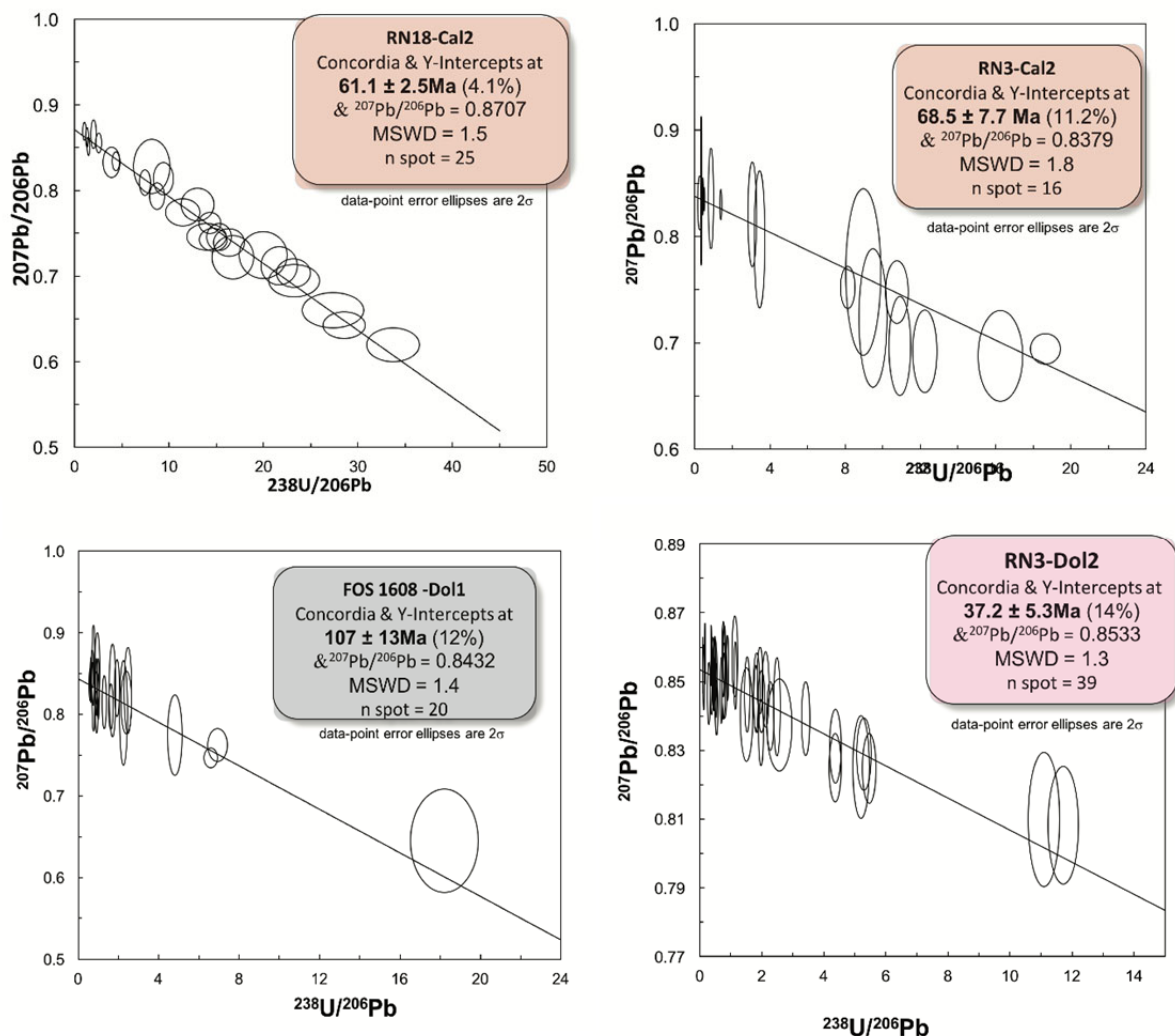 RN18-Cal2
Concordia & Y-Intercepts at
61.1 ± 2.5Ma (4.1%)
& ²⁰⁷Pb/²⁰⁶Pb = 0.8707
MSWD = 1.5
n spot = 25
data-point error ellipses are 2σ
207Pb/206Pb
1.0
0.9
0.8
0.7
0.6
0.5
0
10
20
30
40
50
238U/206Pb
RN3-Cal2
Concordia & Y-Intercepts at
68.5 ± 7.7 Ma (11.2%)
& ²⁰⁷Pb/²⁰⁶Pb = 0.8379
MSWD = 1.8
n spot = 16
data-point error ellipses are 2σ
²⁰⁷Pb/²⁰⁶Pb
1.0
0.9
0.8
0.7
0.6
0
4
8
12
16
20
24
²³⁸U/²⁰⁶Pb
FOS 1608 -Dol1
Concordia & Y-Intercepts at
107 ± 13Ma (12%)
&²⁰⁷Pb/²⁰⁶Pb = 0.8432
MSWD = 1.4
n spot = 20
data-point error ellipses are 2σ
²⁰⁷Pb/²⁰⁶Pb
1.0
0.9
0.8
0.7
0.6
0.5
0
4
8
12
16
20
24
²³⁸U/²⁰⁶Pb
RN3-Dol2
Concordia & Y-Intercepts at
37.2 ± 5.3Ma (14%)
&²⁰⁷Pb/²⁰⁶Pb = 0.8533
MSWD = 1.3
n spot = 39
data-point error ellipses are 2σ
²⁰⁷Pb/²⁰⁶Pb
0.89
0.87
0.85
0.83
0.81
0.79
0.77
0
2
4
6
8
10
12
14
²³⁸U/²⁰⁶Pb